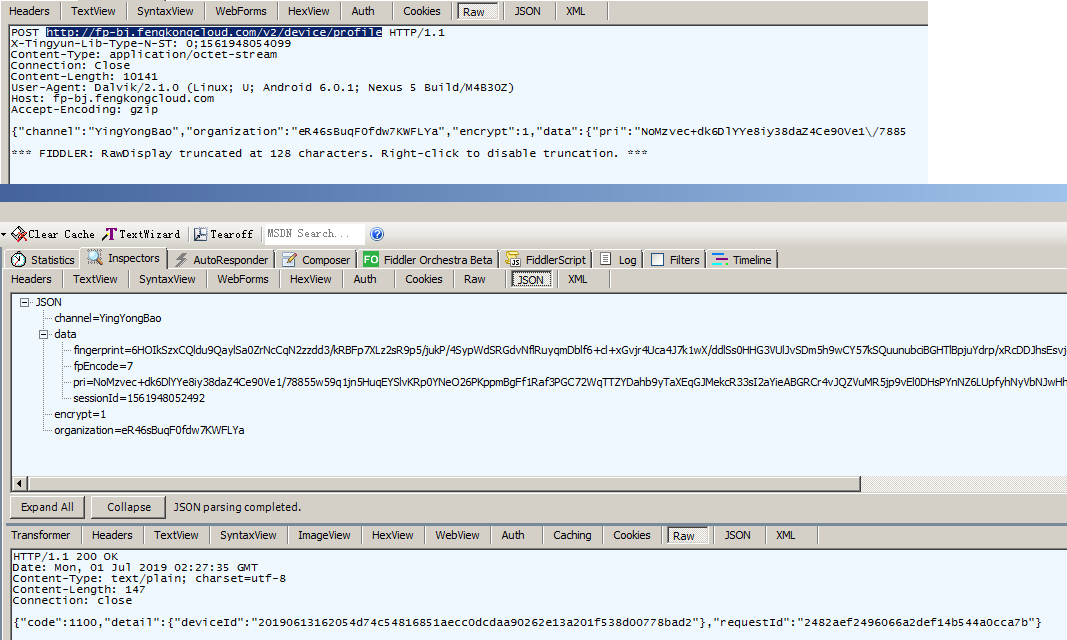 Headers TextView SyntaxView WebForms HexView Auth Cookies Raw JSON XML
POST http://fp-bj.fengkongcloud.com/v2/device/profile HTTP/1.1
X-Tingyun-Lib-Type-N-ST: 0;1561948054099
Content-Type: application/octet-stream
Connection: Close
Content-Length: 10141
User-Agent: Dalvik/2.1.0 (Linux; U; Android 6.0.1; Nexus 5 Build/M4B30Z)
Host: fp-bj.fengkongcloud.com
Accept-Encoding: gzip
{"channel":"YingYongBao","organization":"eR46sBuqF0fdw7KWFLYa","encrypt":1,"data":{"pri":"NoMzvec+dk6DlYYe8iy38daZ4Ce90Ve1\/7885
*** FIDDLER: RawDisplay truncated at 128 characters. Right-click to disable truncation. ***
Clear Cache TextWizard Tearoff MSDN Search...
Statistics Inspectors AutoResponder Composer FO Fiddler Orchestra Beta FiddlerScript Log Filters Timeline
Headers TextView SyntaxView WebForms HexView Auth Cookies Raw JSON XML
JSON
channel=YingYongBao
data
fingerprint=6HOIkSzxCQldu9QaylSa0ZrNcCqN2zzdd3/kRBFp7XLz2sR9p5/jukP/4SypWdSRGdvNflRuyqmDblf6+cl+xGvjr4Uca4J7k1wX/ddlSs0HHG3VUlJvSDm5h9wCY57kSQuunubciBGHTlBpjuYdrp/xRcDDJhsEsvj
fpEncode=7
pri=NoMzvec+dk6DlYYe8iy38daZ4Ce90Ve1/78855w59q1jn5HuqEYSlvKRp0YNeO26PKppmBgFf1Raf3PGC72WqTTZYDahb9yTaXEqGJMekcR33sI2aYieABGRCr4vJQZVuMR5jp9vEl0DHsPYnNZ6LUpfyhNyVbNJwHh
sessionId=1561948052492
encrypt=1
organization=eR46sBuqF0fdw7KWFLYa
Expand All Collapse JSON parsing completed.
Transformer Headers TextView SyntaxView ImageView HexView WebView Auth Caching Cookies Raw JSON XML
HTTP/1.1 200 OK
Date: Mon, 01 Jul 2019 02:27:35 GMT
Content-Type: text/plain; charset=utf-8
Content-Length: 147
Connection: close
{"code":1100,"detail":{"deviceId":"20190613162054d74c54816851aecc0dcdaa90262e13a201f538d00778bad2"},"requestId":"2482aef2496066a2def14b544a0cca7b"}